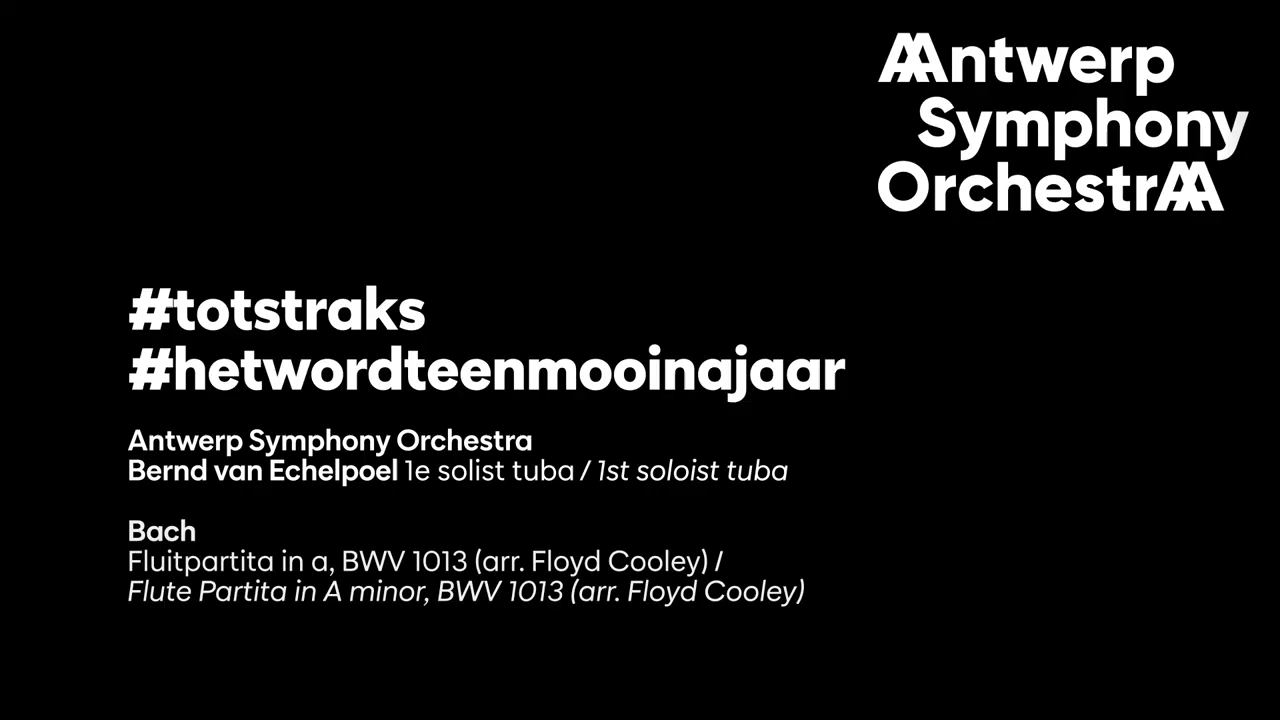 Antwerp
Symphony
Orchestra
#totstraks
#hetwordteenmooinajaar
Antwerp Symphony Orchestra
Bernd van Echelpoel 1e solist tuba / 1st soloist tuba
Bach
Fluitpartita in a, BWV 1013 (arr. Floyd Cooley) /
Flute Partita in A minor, BWV 1013 (arr. Floyd Cooley)